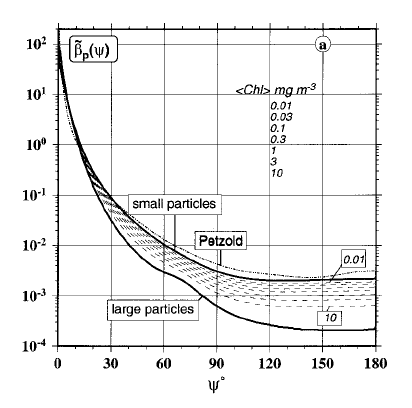 β̃p(ψ)
a
<Chl> mg m-3
0.01
0.03
0.1
0.3
1
3
10
small particles
Petzold
0.01
large particles
10
10²
10¹
10⁰
10⁻¹
10⁻²
10⁻³
10⁻⁴
0 30 60 90 120 150 180
ψ°